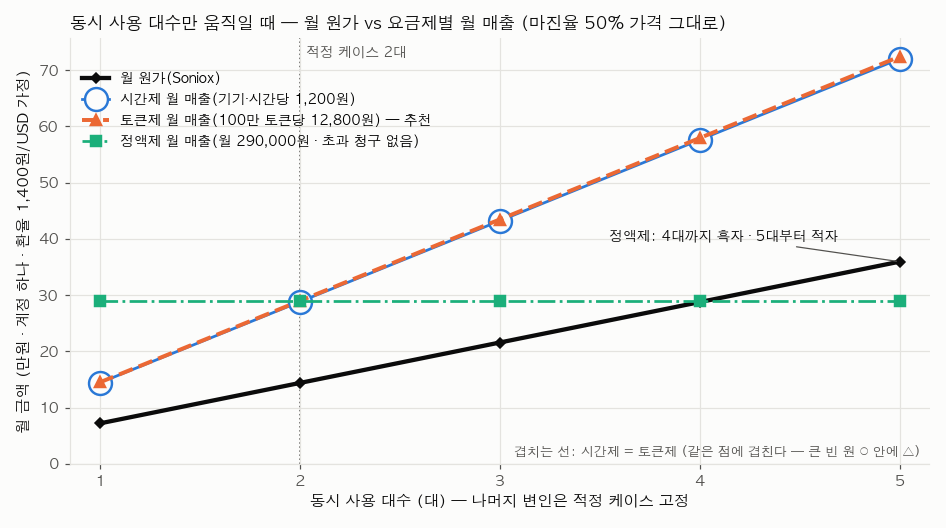 동시 사용 대수만 움직일 때 — 월 원가 vs 요금제별 월 매출 (마진율 50% 가격 그대로)
적정 케이스 2대
월 원가(Soniox)
시간제 월 매출(기기·시간당 1,200원)
토큰제 월 매출(100만 토큰당 12,800원) — 추천
정액제 월 매출(월 290,000원 · 초과 청구 없음)
월 금액 (만원 · 계정 하나 · 환율 1,400원/USD 가정)
70
60
50
40
30
20
10
0
정액제: 4대까지 흑자 · 5대부터 적자
겹치는 선: 시간제 = 토큰제 (같은 점에 겹친다 — 큰 빈 원 ○ 안에 △)
1
2
3
4
5
동시 사용 대수 (대) — 나머지 변인은 적정 케이스 고정